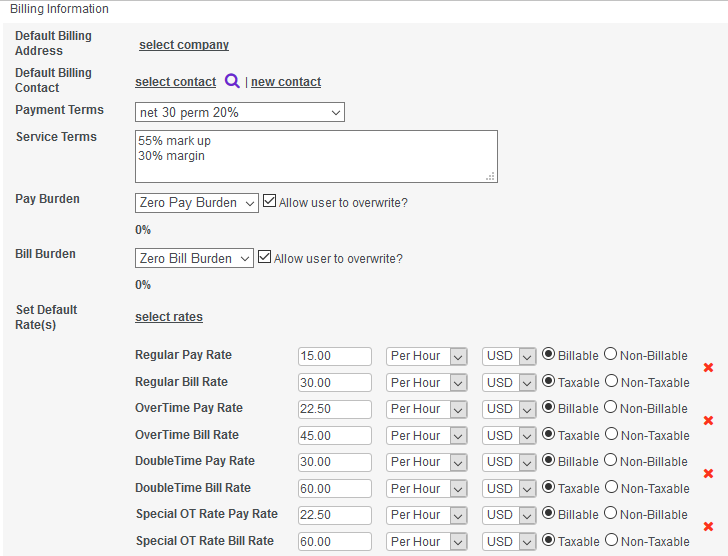 Billing Information
Default Billing Address
select company
Default Billing Contact
select contact | new contact
Payment Terms
net 30 perm 20%
Service Terms
55% mark up
30% margin
Pay Burden
Zero Pay Burden Allow user to overwrite?
0%
Bill Burden
Zero Bill Burden Allow user to overwrite?
0%
Set Default Rate(s)
select rates
Regular Pay Rate 15.00 Per Hour USD Billable Non-Billable
Regular Bill Rate 30.00 Per Hour USD Taxable Non-Taxable
OverTime Pay Rate 22.50 Per Hour USD Billable Non-Billable
OverTime Bill Rate 45.00 Per Hour USD Taxable Non-Taxable
DoubleTime Pay Rate 30.00 Per Hour USD Billable Non-Billable
DoubleTime Bill Rate 60.00 Per Hour USD Taxable Non-Taxable
Special OT Rate Pay Rate 22.50 Per Hour USD Billable Non-Billable
Special OT Rate Bill Rate 60.00 Per Hour USD Taxable Non-Taxable